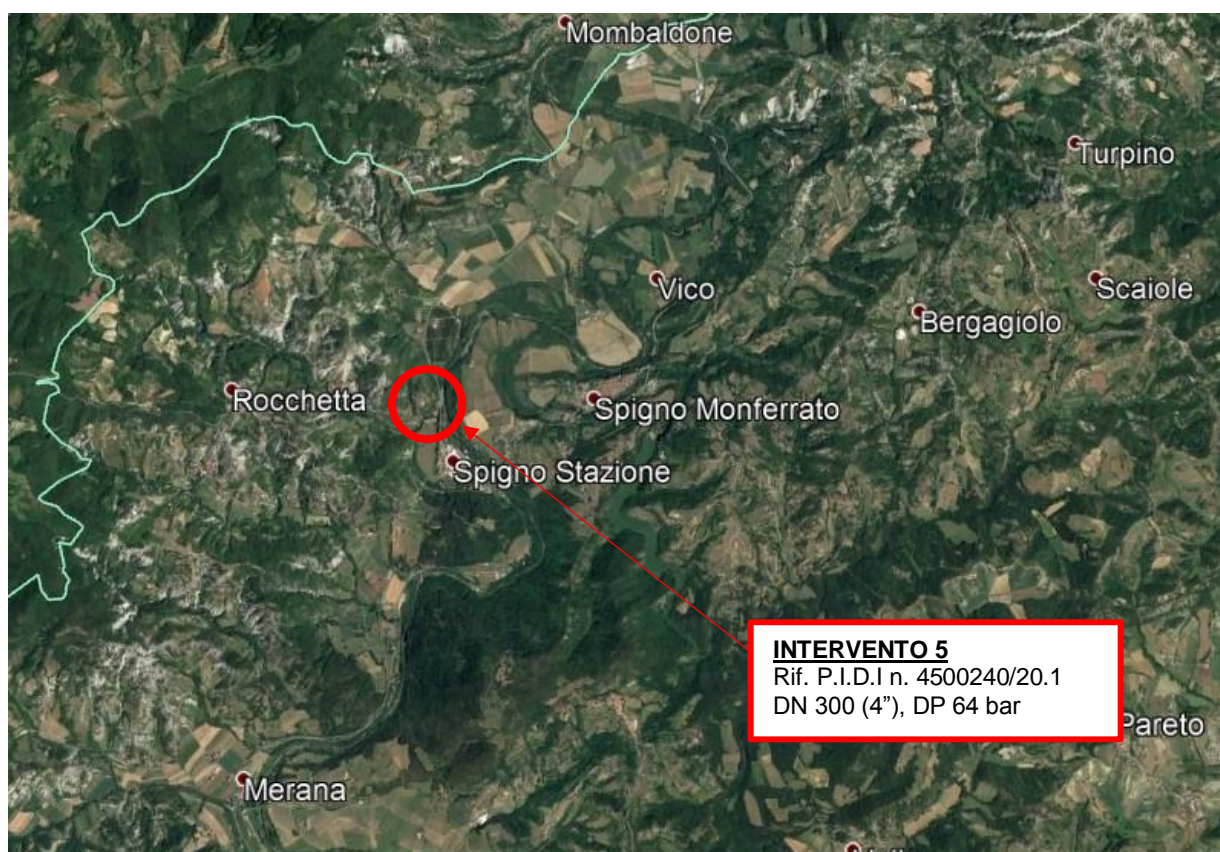 Mombaldone
Turpino
Vico
Scaiole
Bergagiolo
Rocchetta
Spigno Monferrato
Spigno Stazione
INTERVENTO 5
Rif. P.I.D.I n. 4500240/20.1
DN 300 (4”), DP 64 bar
Pareto
Merana